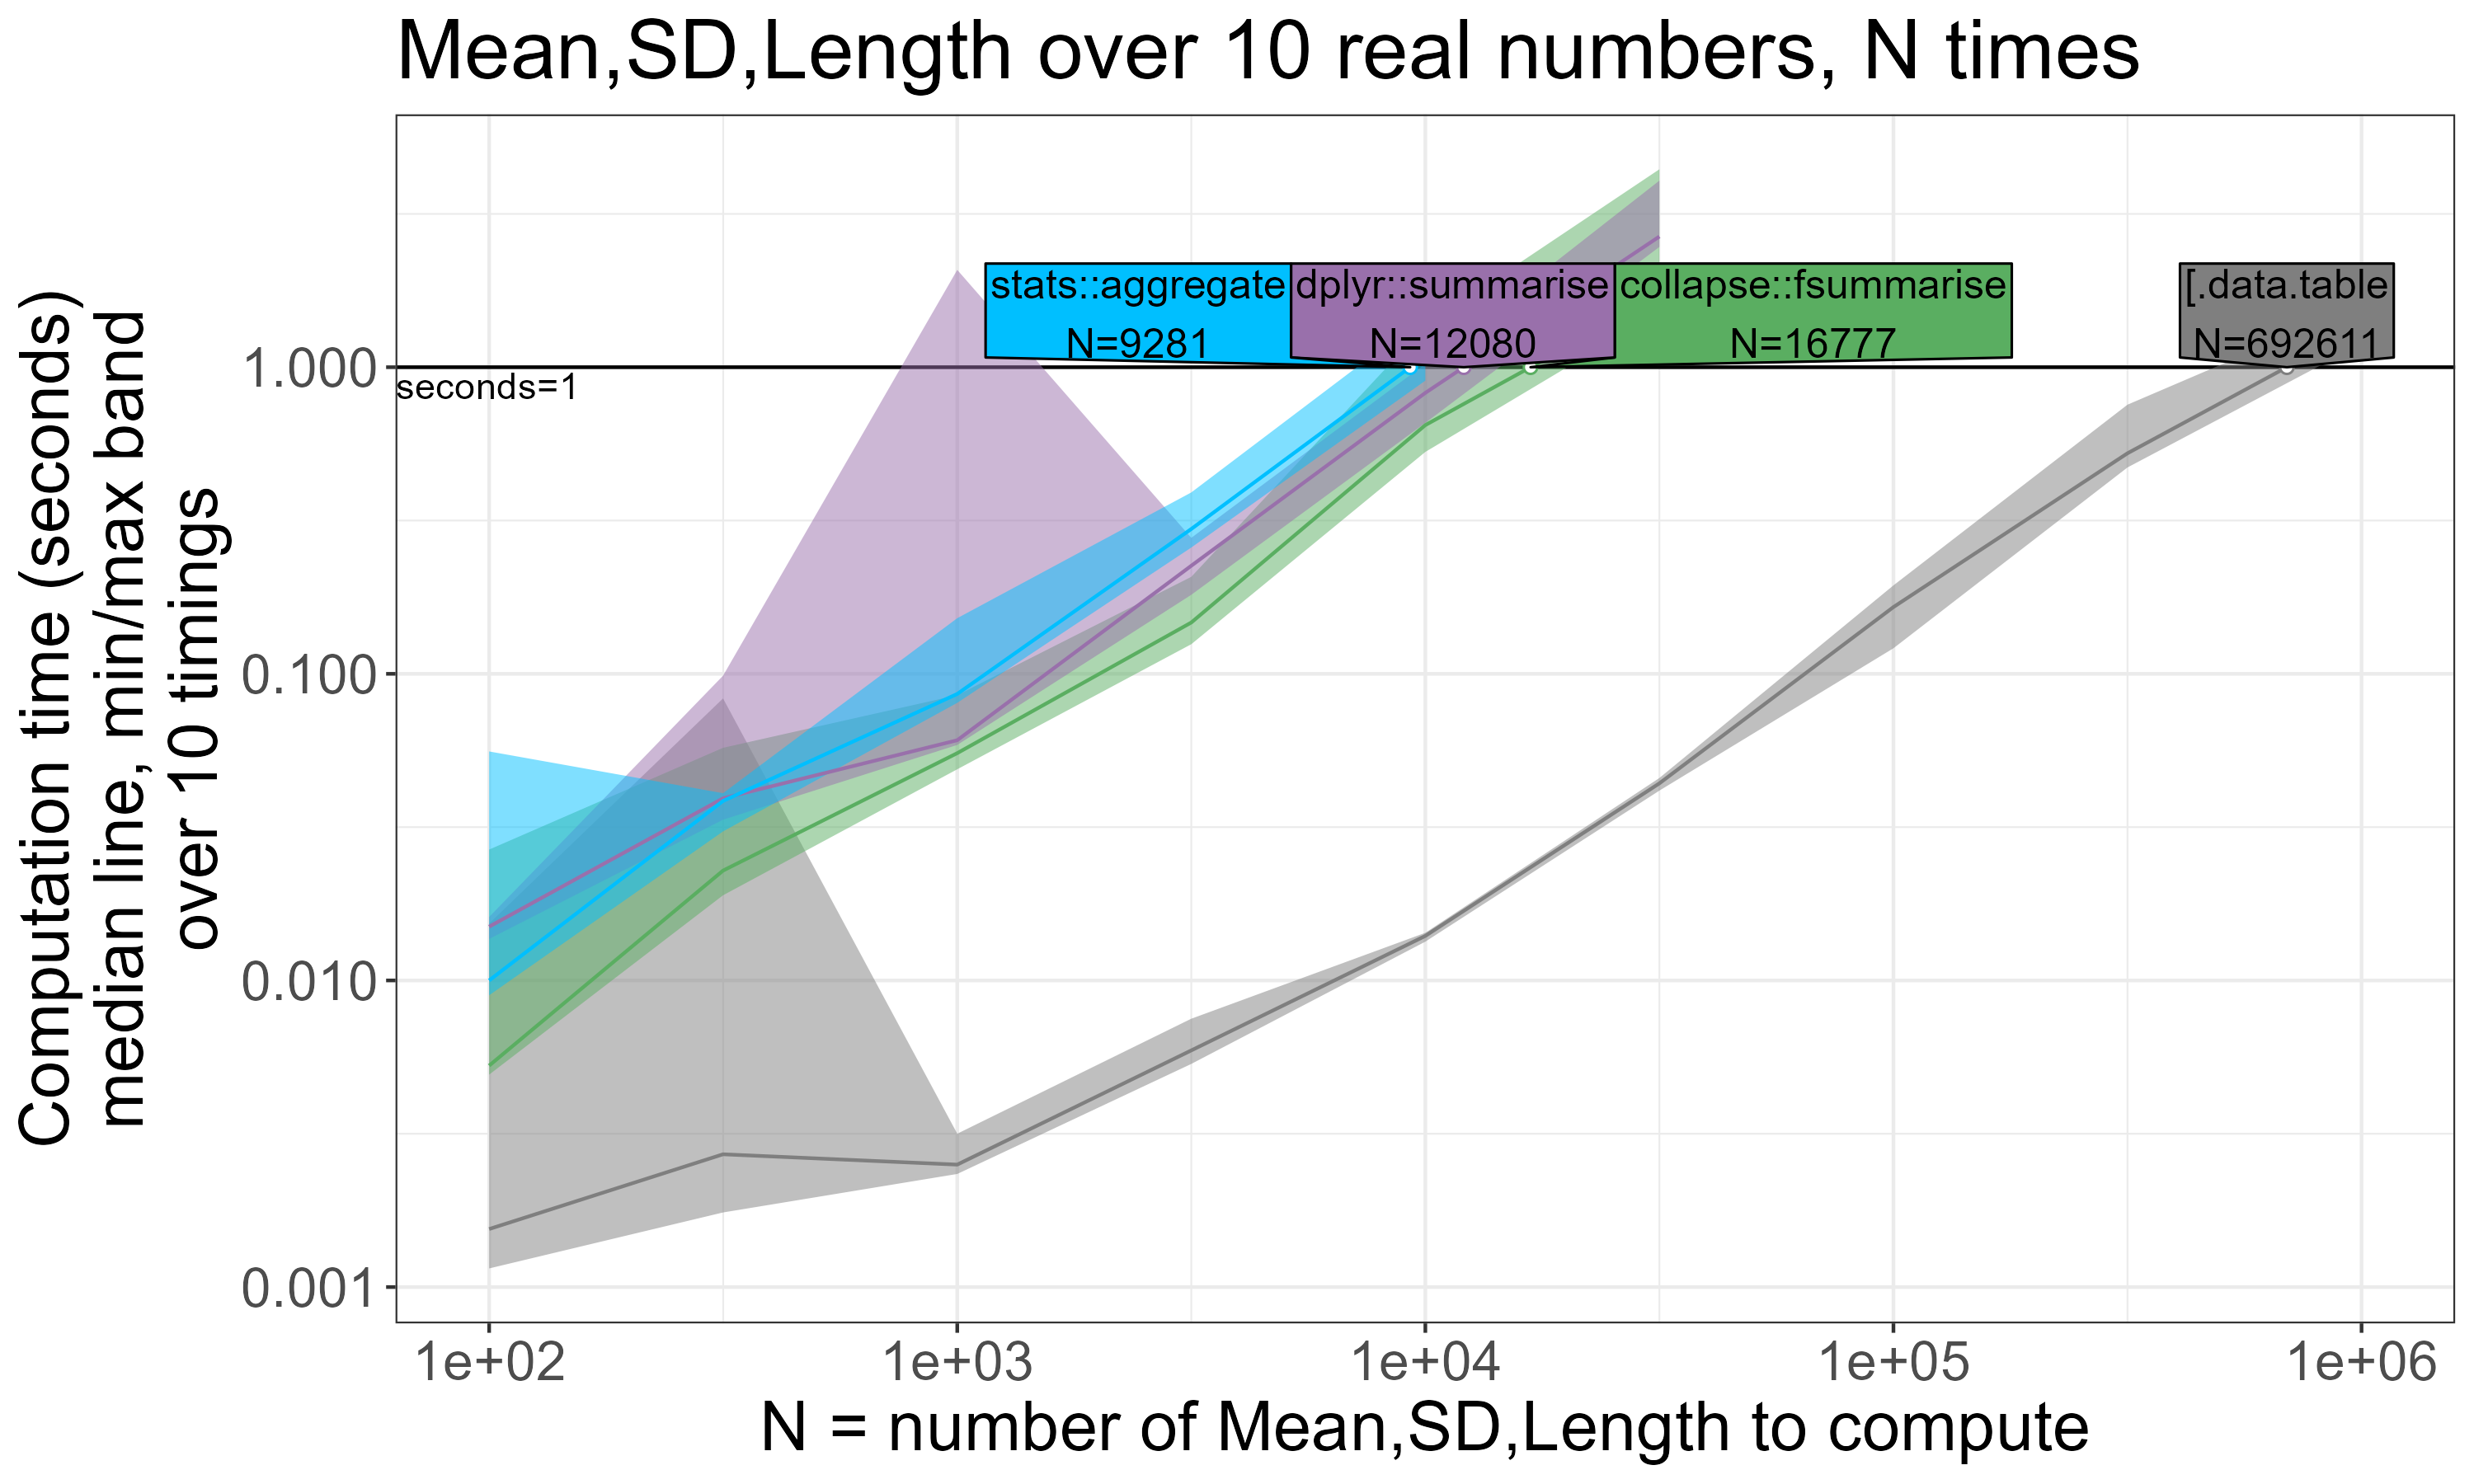 Mean,SD,Length over 10 real numbers, N times
Computation time (seconds)
median line, min/max band
over 10 timings
1.000
0.100
0.010
0.001
seconds=1
stats::aggregate
N=9281
dplyr::summarise
N=12080
collapse::fsummarise
N=16777
[.data.table
N=692611
1e+02
1e+03
1e+04
1e+05
1e+06
N = number of Mean,SD,Length to compute